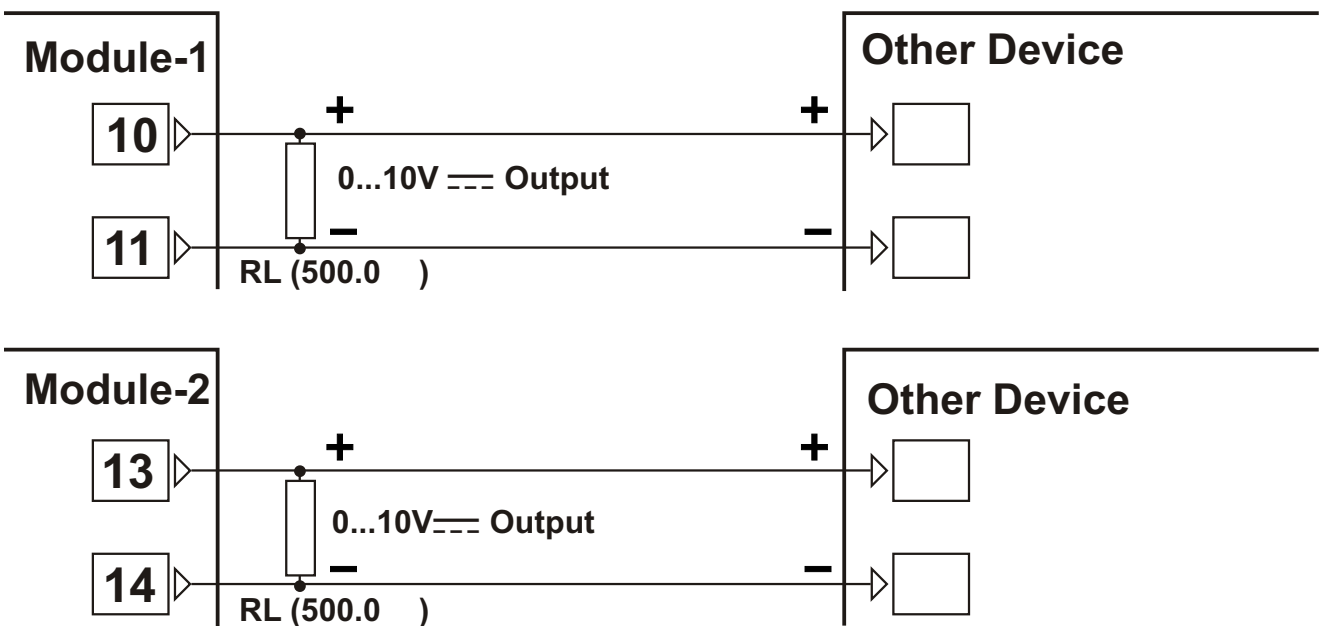 Module-1
Other Device
10
+
+
0...10V ⎓ Output
11
−
−
RL (500.0 )
Module-2
Other Device
13
+
+
0...10V ⎓ Output
14
−
−
RL (500.0 )